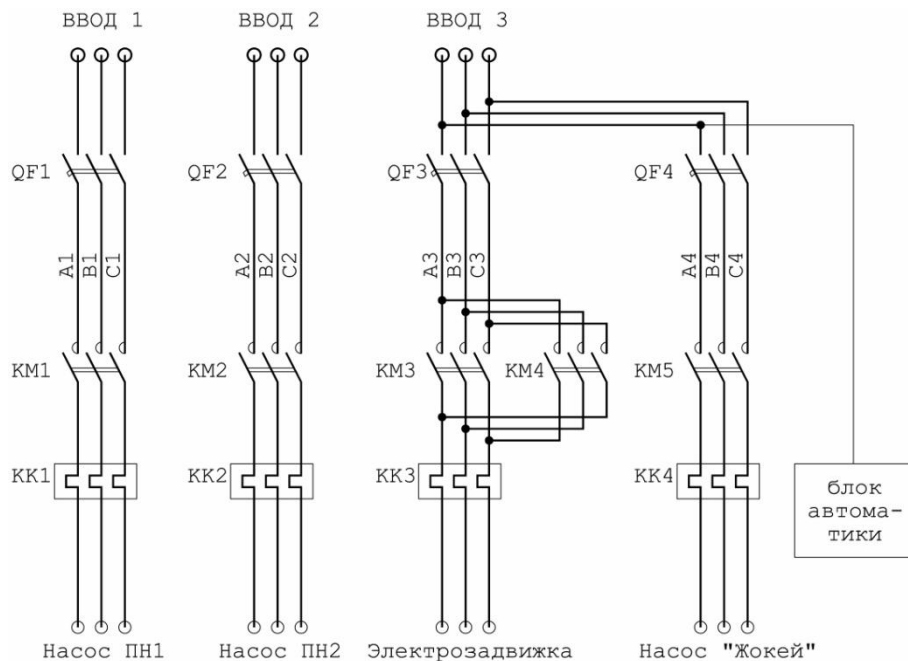 ВВОД 1
ВВОД 2
ВВОД 3
QF1
QF2
QF3
QF4
A1
B1
C1
A2
B2
C2
A3
B3
C3
A4
B4
C4
KM1
KM2
KM3
KM4
KM5
KK1
KK2
KK3
KK4
блок
автома-
тики
Насос ПН1
Насос ПН2
Электрозадвижка
Насос "Жокей"